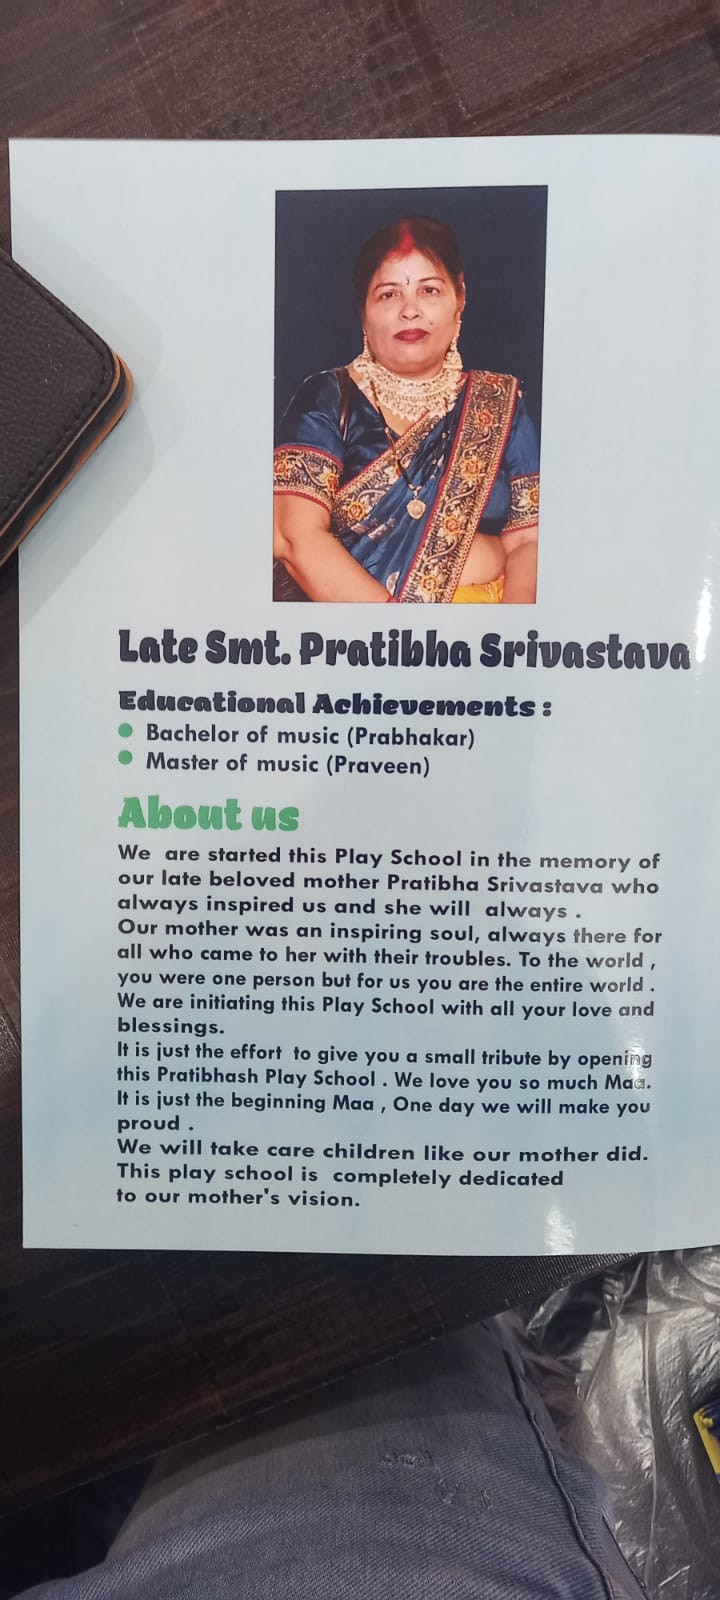 Late Smt. Pratibha Srivastava
Educational Achievements :
Bachelor of music (Prabhakar)
Master of music (Praveen)
About us
We are started this Play School in the memory of
our late beloved mother Pratibha Srivastava who
always inspired us and she will always .
Our mother was an inspiring soul, always there for
all who came to her with their troubles. To the world ,
you were one person but for us you are the entire world .
We are initiating this Play School with all your love and
blessings.
It is just the effort to give you a small tribute by opening
this Pratibhash Play School . We love you so much Maa.
It is just the beginning Maa , One day we will make you
proud .
We will take care children like our mother did.
This play school is completely dedicated
to our mother's vision.